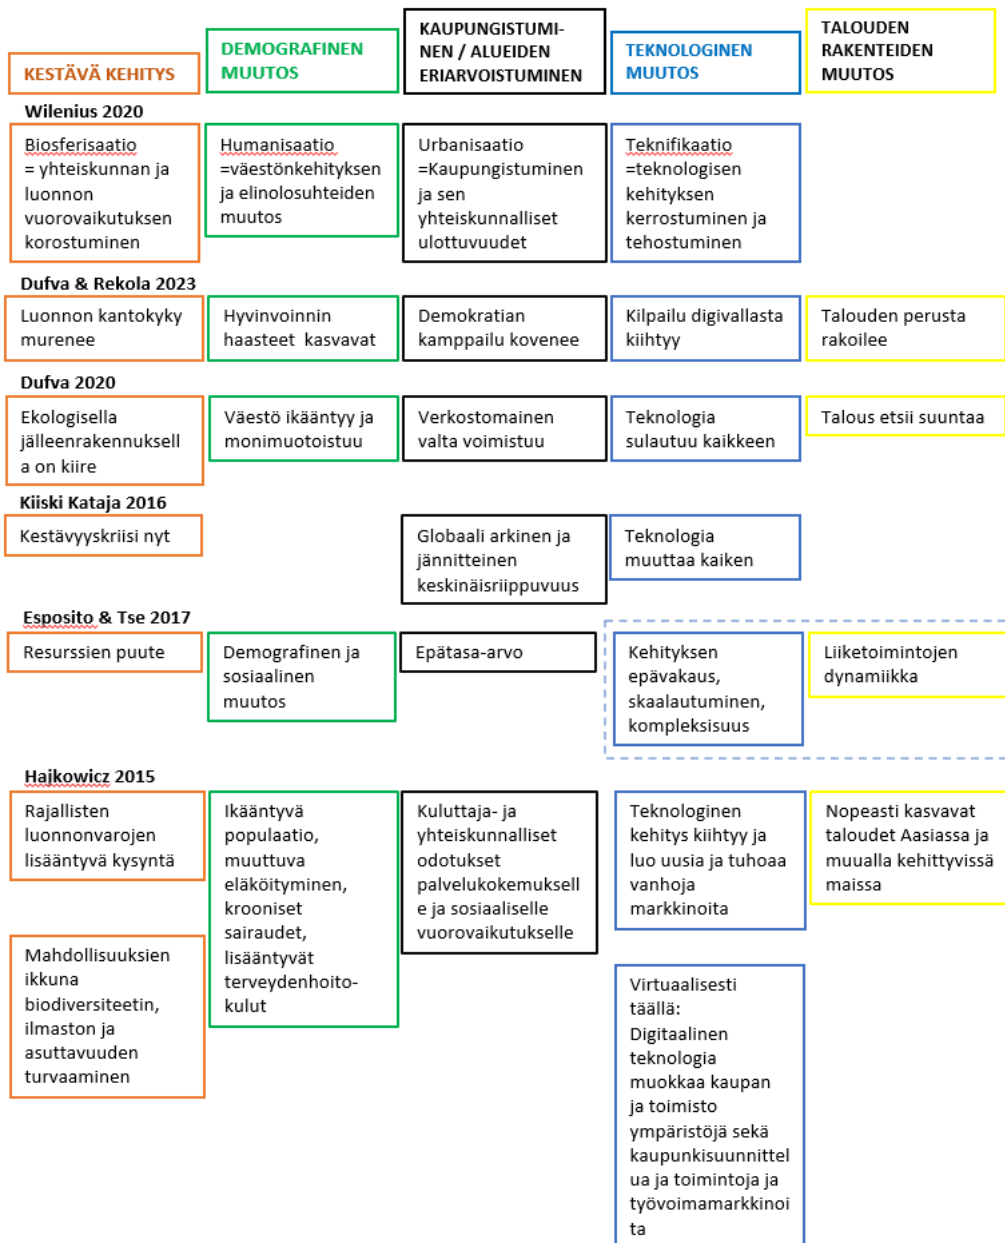 KESTÄVÄ KEHITYS
DEMOGRAFINEN
MUUTOS
KAUPUNGISTUMI-
NEN / ALUEIDEN
ERIARVOISTUMINEN
TEKNOLOGINEN
MUUTOS
TALOUDEN
RAKENTEIDEN
MUUTOS
Wilenius 2020
Biosferisaatio
= yhteiskunnan ja
luonnon
vuorovaikutuksen
korostuminen
Humanisaatio
=väestönkehityksen
ja elinolosuhteiden
muutos
Urbanisaatio
=Kaupungistuminen
ja sen
yhteiskunnalliset
ulottuvuudet
Teknifikaatio
=teknologisen
kehityksen
kerrostuminen ja
tehostuminen
Dufva & Rekola 2023
Luonnon kantokyky
murenee
Hyvinvoinnin
haasteet kasvavat
Demokratian
kamppailu kovenee
Kilpailu digivallasta
kiihtyy
Talouden perusta
rakoilee
Dufva 2020
Ekologisella
jälleenrakennuksell
a on kiire
Väestö ikääntyy ja
monimuotoistuu
Verkostomainen
valta voimistuu
Teknologia
sulautuu kaikkeen
Talous etsii suuntaa
Kiiski Kataja 2016
Kestävyyskriisi nyt
Globaali arkinen ja
jännitteinen
keskinäisriippuvuus
Teknologia
muuttaa kaiken
Esposito & Tse 2017
Resurssien puute
Demografinen ja
sosiaalinen
muutos
Epätasa-arvo
Kehityksen
epävakaus,
skaalautuminen,
kompleksisuus
Liiketoimintojen
dynamiikka
Hajkowicz 2015
Rajallisten
luonnonvarojen
lisääntyvä kysyntä
Mahdollisuuksien
ikkuna
biodiversiteetin,
ilmaston ja
asuttavuuden
turvaaminen
Ikääntyvä
populaatio,
muuttuva
eläköityminen,
krooniset
sairaudet,
lisääntyvät
terveydenhoito-
kulut
Kuluttaja- ja
yhteiskunnalliset
odotukset
palvelukokemuksell
e ja sosiaaliselle
vuorovaikutukselle
Teknologinen
kehitys kiihtyy ja
luo uusia ja tuhoaa
vanhoja
markkinoita
Virtuaalisesti
täällä:
Digitaalinen
teknologia
muokkaa kaupan
ja toimisto
ympäristöjä sekä
kaupunkisuunnittel
ua ja toimintoja ja
työvoimamarkkinoi
ta
Nopeasti kasvavat
taloudet Aasiassa ja
muualla kehittyvissä
maissa